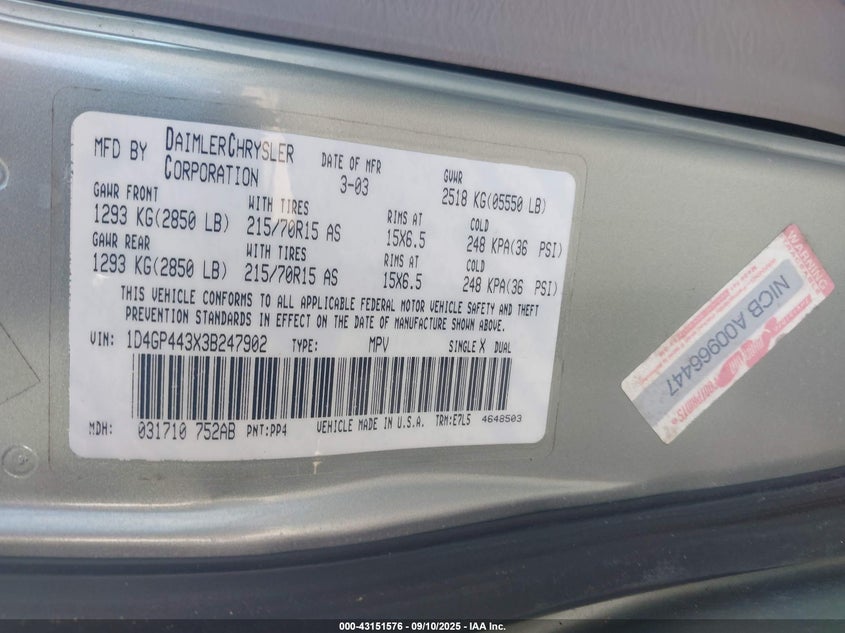 MFD BY DAIMLERCHRYSLER CORPORATION DATE OF MFR 3-03 GVWR 2518 KG(05550 LB)
GAWR FRONT WITH TIRES RIMS AT COLD
1293 KG(2850 LB) 215/70R15 AS 15X6.5 248 KPA(36 PSI)
GAWR REAR WITH TIRES RIMS AT COLD
1293 KG(2850 LB) 215/70R15 AS 15X6.5 248 KPA(36 PSI)
THIS VEHICLE CONFORMS TO ALL APPLICABLE FEDERAL MOTOR VEHICLE SAFETY AND THEFT
PREVENTION STANDARDS IN EFFECT ON THE DATE OF MANUFACTURE SHOWN ABOVE.
VIN: 1D4GP443X3B247902 TYPE: MPV SINGLE X DUAL
MDH: 031710 752AB PNT:PP4 VEHICLE MADE IN U.S.A. TRM:E7L5 4648503
WARNING
NICB A00966447
000-43151576 - 09/10/2025 - IAA Inc.